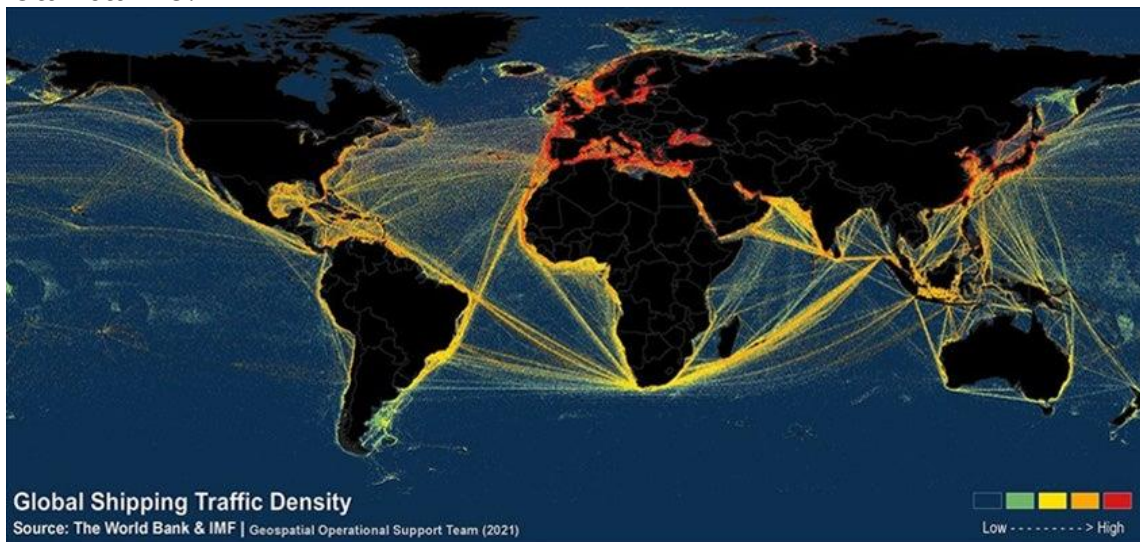 Global Shipping Traffic Density
Source: The World Bank & IMF | Geospatial Operational Support Team (2021)
Low - - - - - - - - - > High